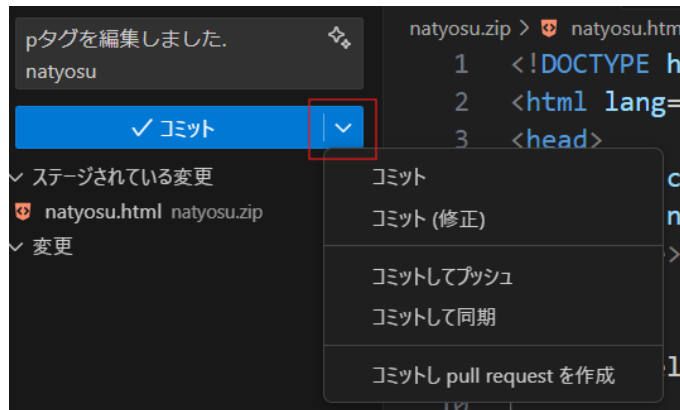 pタグを編集しました.
natyosu
コミット
ステージされている変更
natyosu.html natyosu.zip
変更
natyosu.zip > natyosu.htm
1 <!DOCTYPE h
2 <html lang=
3 <head>
コミット
コミット (修正)
コミットしてプッシュ
コミットして同期
コミットし pull request を作成
c
n
>
l
10